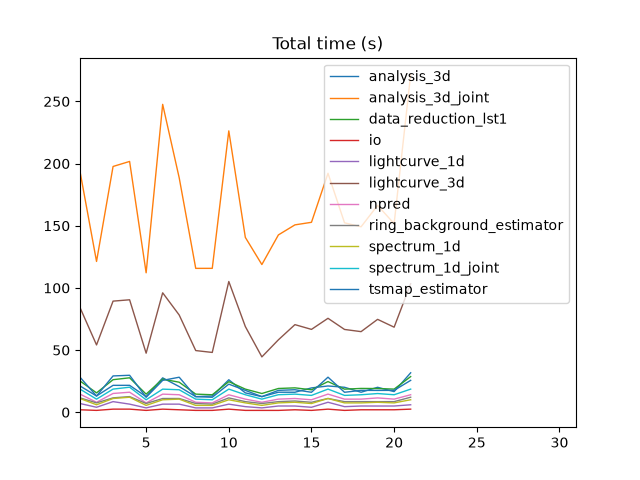 Total time (s)
250
200
150
100
50
0
5
10
15
20
25
30
analysis_3d
analysis_3d_joint
data_reduction_lst1
io
lightcurve_1d
lightcurve_3d
npred
ring_background_estimator
spectrum_1d
spectrum_1d_joint
tsmap_estimator